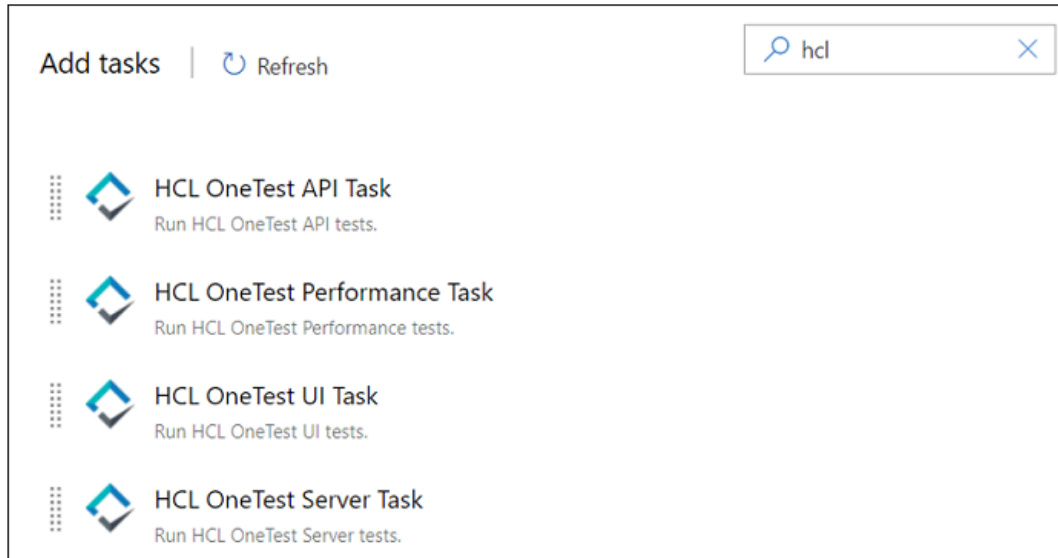 Add tasks
Refresh
hcl
HCL OneTest API Task
Run HCL OneTest API tests.
HCL OneTest Performance Task
Run HCL OneTest Performance tests.
HCL OneTest UI Task
Run HCL OneTest UI tests.
HCL OneTest Server Task
Run HCL OneTest Server tests.